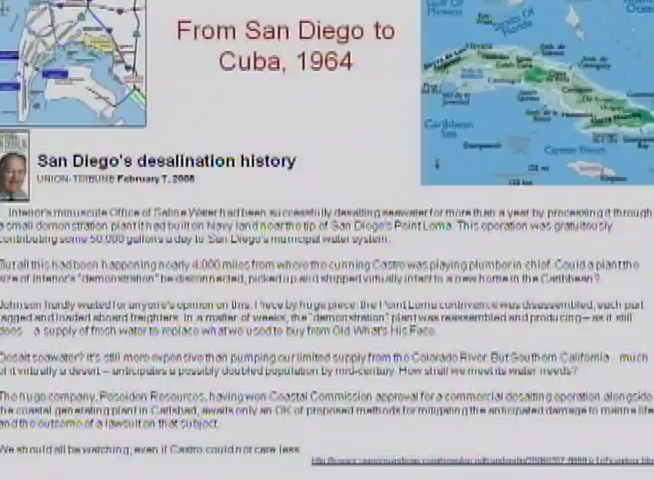 From San Diego to
Cuba, 1964
San Diego's desalination history
UNION-TRIBUNE February 7, 2008
Interior's minuscule Office of Saline Water had been successfully desalting seawater for more than a year by processing it through
a small demonstration plant it had built on Navy land near the tip of San Diego's Point Loma. This operation was gratuitously
contributing some 50,000 gallons a day to San Diego's municipal water system.
But all this had been happening nearly 4,000 miles from where the cunning Castro was playing plumber in chief. Could a plant the
size of Interior's "demonstration" be disconnected, picked up and shipped virtually intact to a new home in the Caribbean?
Johnson hardly waited for anyone's opinion on this. Piece by huge piece, the Point Loma contrivance was disassembled, each part
tagged and loaded aboard freighters. In a matter of weeks, the "demonstration" plant was reassembled and producing – as it still
does – a supply of fresh water to replace what we used to buy from Old What's His Face.
Desalt seawater? It's still more expensive than pumping our limited supply from the Colorado River. But Southern California – much
of it virtually a desert – anticipates a possibly doubled population by mid-century. How shall we meet its water needs?
The huge company, Poseidon Resources, having won Coastal Commission approval for a commercial desalting operation alongside
the coastal generating plant in Carlsbad, awaits only an OK of proposed methods for mitigating the anticipated damage to marine life
and the outcome of a lawsuit on that subject.
We should all be watching, even if Castro could not care less.
Gulf Of
Mexico
Caribbean
Sea